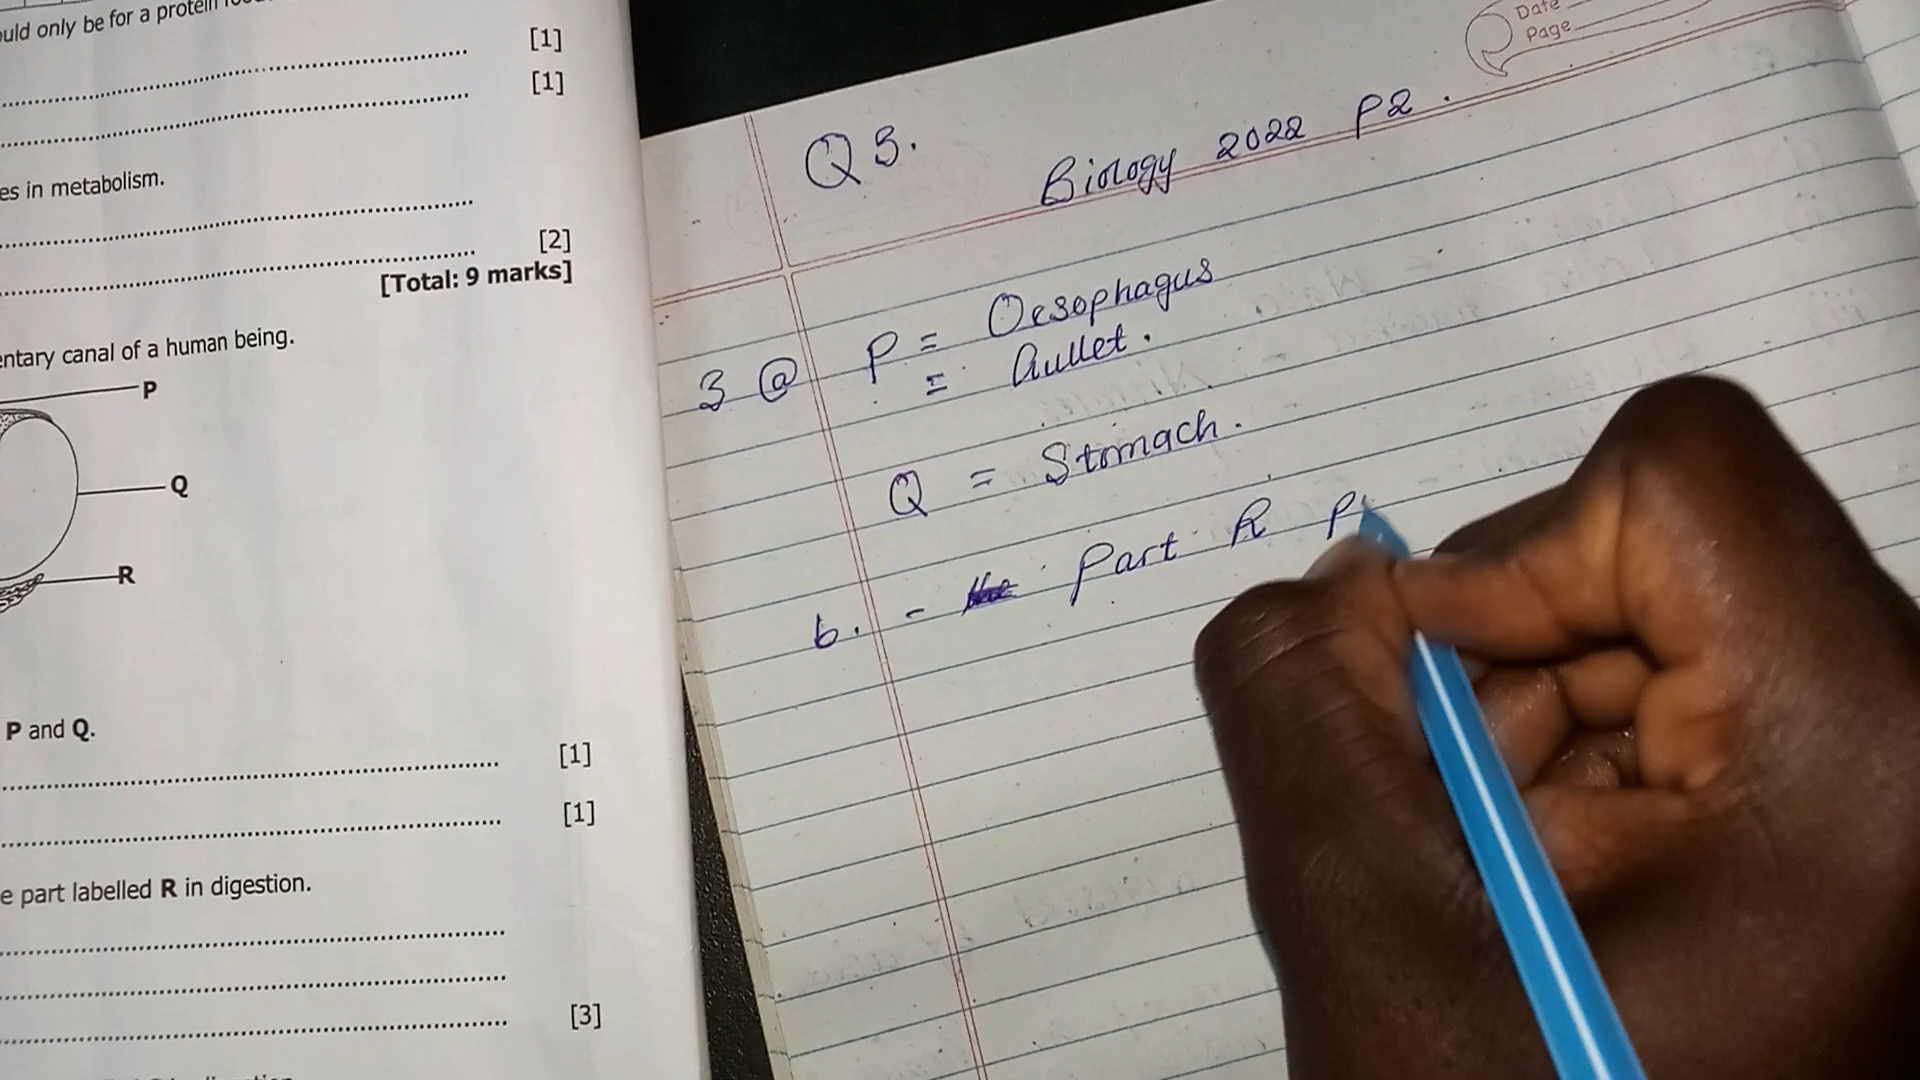 ould only be for a protein
[1]
[1]
es in metabolism.
[2]
[Total: 9 marks]
entary canal of a human being.
P
Q
R
P and Q.
[1]
[1]
e part labelled R in digestion.
[3]
Date
Page
Q3.
Biology 2022 P2.
3 @ P = Oesophagus
= Gullet.
Q = Stomach.
b. - Part R P